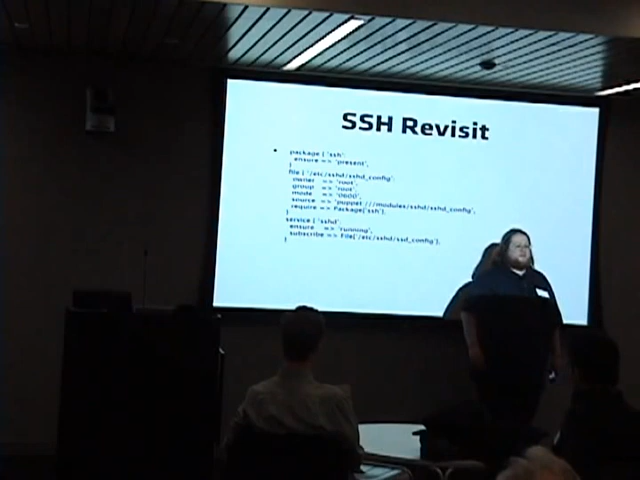 SSH Revisit
• package { 'ssh':
ensure => 'present',
}
file { '/etc/sshd/sshd_config':
owner => 'root',
group => 'root',
mode => '0600',
source => 'puppet:///modules/sshd/sshd_config',
require => Package['ssh'],
}
service { 'sshd':
ensure => 'running',
subscribe => File['/etc/sshd/ssd_config'],
}